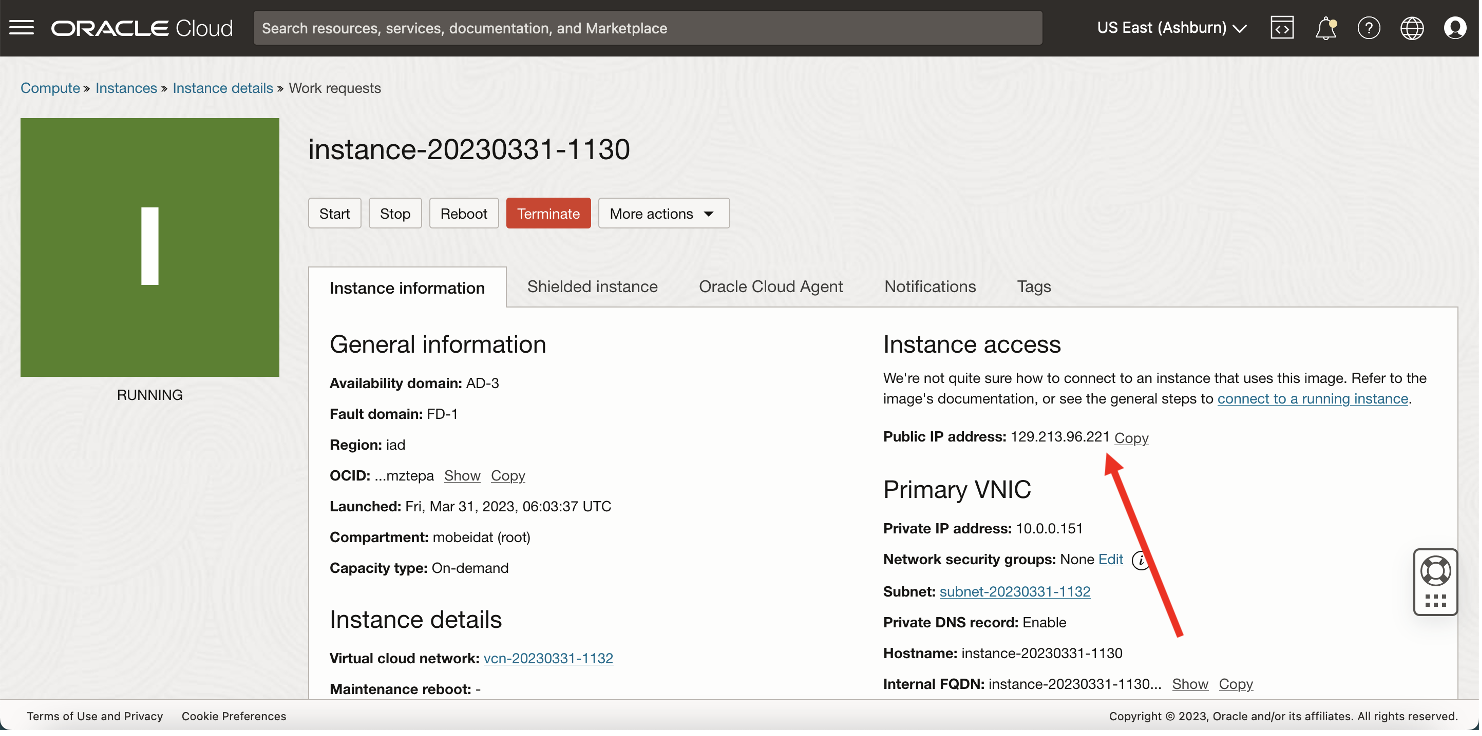 ORACLE Cloud
Search resources, services, documentation, and Marketplace
US East (Ashburn)
Compute » Instances » Instance details » Work requests
I
RUNNING
instance-20230331-1130
Start
Stop
Reboot
Terminate
More actions
Instance information
Shielded instance
Oracle Cloud Agent
Notifications
Tags
General information
Availability domain: AD-3
Fault domain: FD-1
Region: iad
OCID: ...mztepa Show Copy
Launched: Fri, Mar 31, 2023, 06:03:37 UTC
Compartment: mobeidat (root)
Capacity type: On-demand
Instance details
Virtual cloud network: vcn-20230331-1132
Maintenance reboot: -
Instance access
We're not quite sure how to connect to an instance that uses this image. Refer to the
image's documentation, or see the general steps to connect to a running instance.
Public IP address: 129.213.96.221 Copy
Primary VNIC
Private IP address: 10.0.0.151
Network security groups: None Edit i
Subnet: subnet-20230331-1132
Private DNS record: Enable
Hostname: instance-20230331-1130
Internal FQDN: instance-20230331-1130... Show Copy
Terms of Use and Privacy
Cookie Preferences
Copyright © 2023, Oracle and/or its affiliates. All rights reserved.